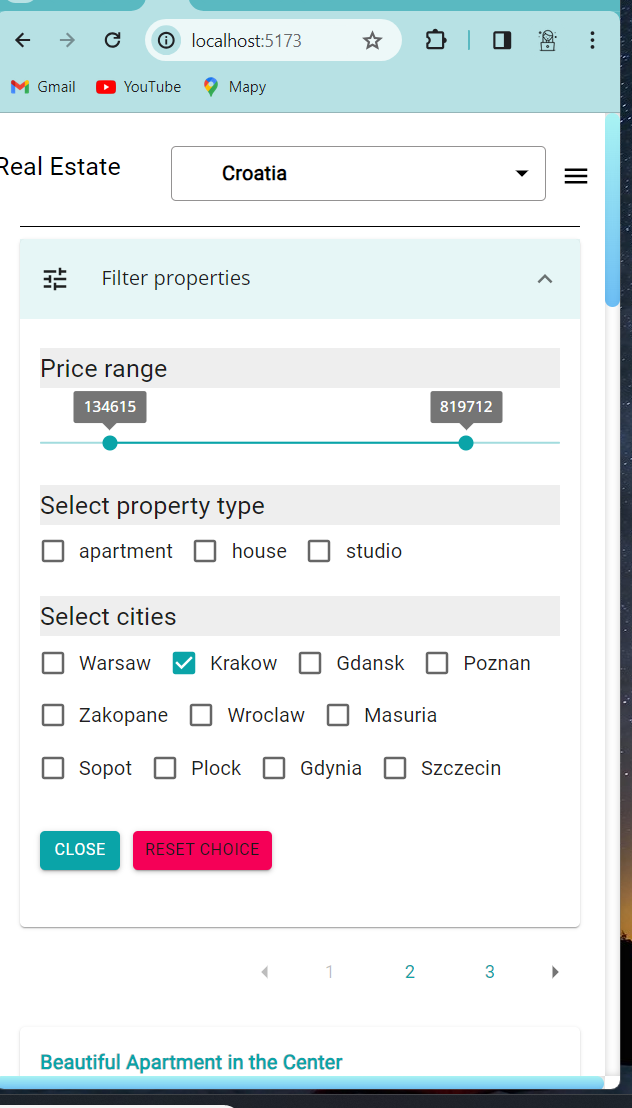 localhost:5173
Gmail YouTube Mapy
Real Estate Croatia
Filter properties
Price range
134615 819712
Select property type
apartment house studio
Select cities
Warsaw Krakow Gdansk Poznan
Zakopane Wroclaw Masuria
Sopot Plock Gdynia Szczecin
CLOSE RESET CHOICE
1 2 3
Beautiful Apartment in the Center